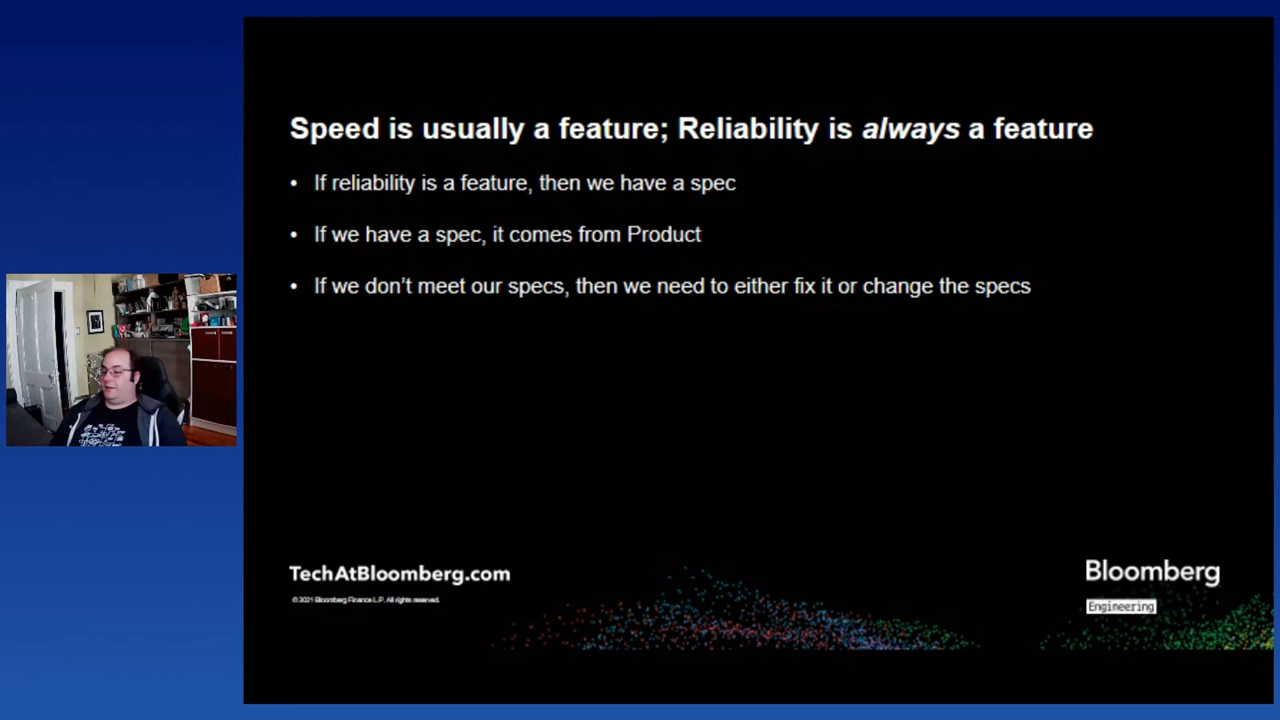 Speed is usually a feature; Reliability is always a feature
• If reliability is a feature, then we have a spec
• If we have a spec, it comes from Product
• If we don’t meet our specs, then we need to either fix it or change the specs
TechAtBloomberg.com
© 2021 Bloomberg Finance L.P. All rights reserved.
Bloomberg
Engineering